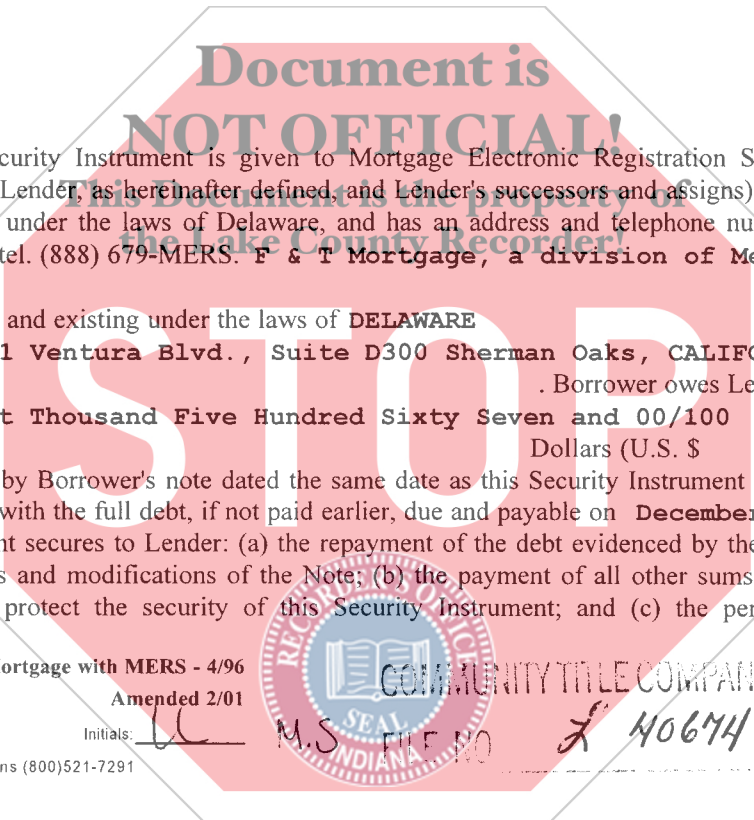 Document is
NOT OFFICIAL!
curity Instrument is given to Mortgage Electronic Registration S
Lender, as hereinafter defined, and Lender's successors and assigns)
This Document is the property of
under the laws of Delaware, and has an address and telephone nu
the Lake County Recorder!
tel. (888) 679-MERS. F & T Mortgage, a division of Me
and existing under the laws of DELAWARE
1 Ventura Blvd., Suite D300 Sherman Oaks, CALIFO
. Borrower owes Le
t Thousand Five Hundred Sixty Seven and 00/100
Dollars (U.S. $
STOP
by Borrower's note dated the same date as this Security Instrument
with the full debt, if not paid earlier, due and payable on December
nt secures to Lender: (a) the repayment of the debt evidenced by the
s and modifications of the Note; (b) the payment of all other sums
protect the security of this Security Instrument; and (c) the per
RECORDER'S OFFICE
SEAL
INDIANA
ortgage with MERS - 4/96
Amended 2/01
COMMUNITY TITLE COMPAN
Initials:
M.S
FILE NO
40674
ns (800)521-7291